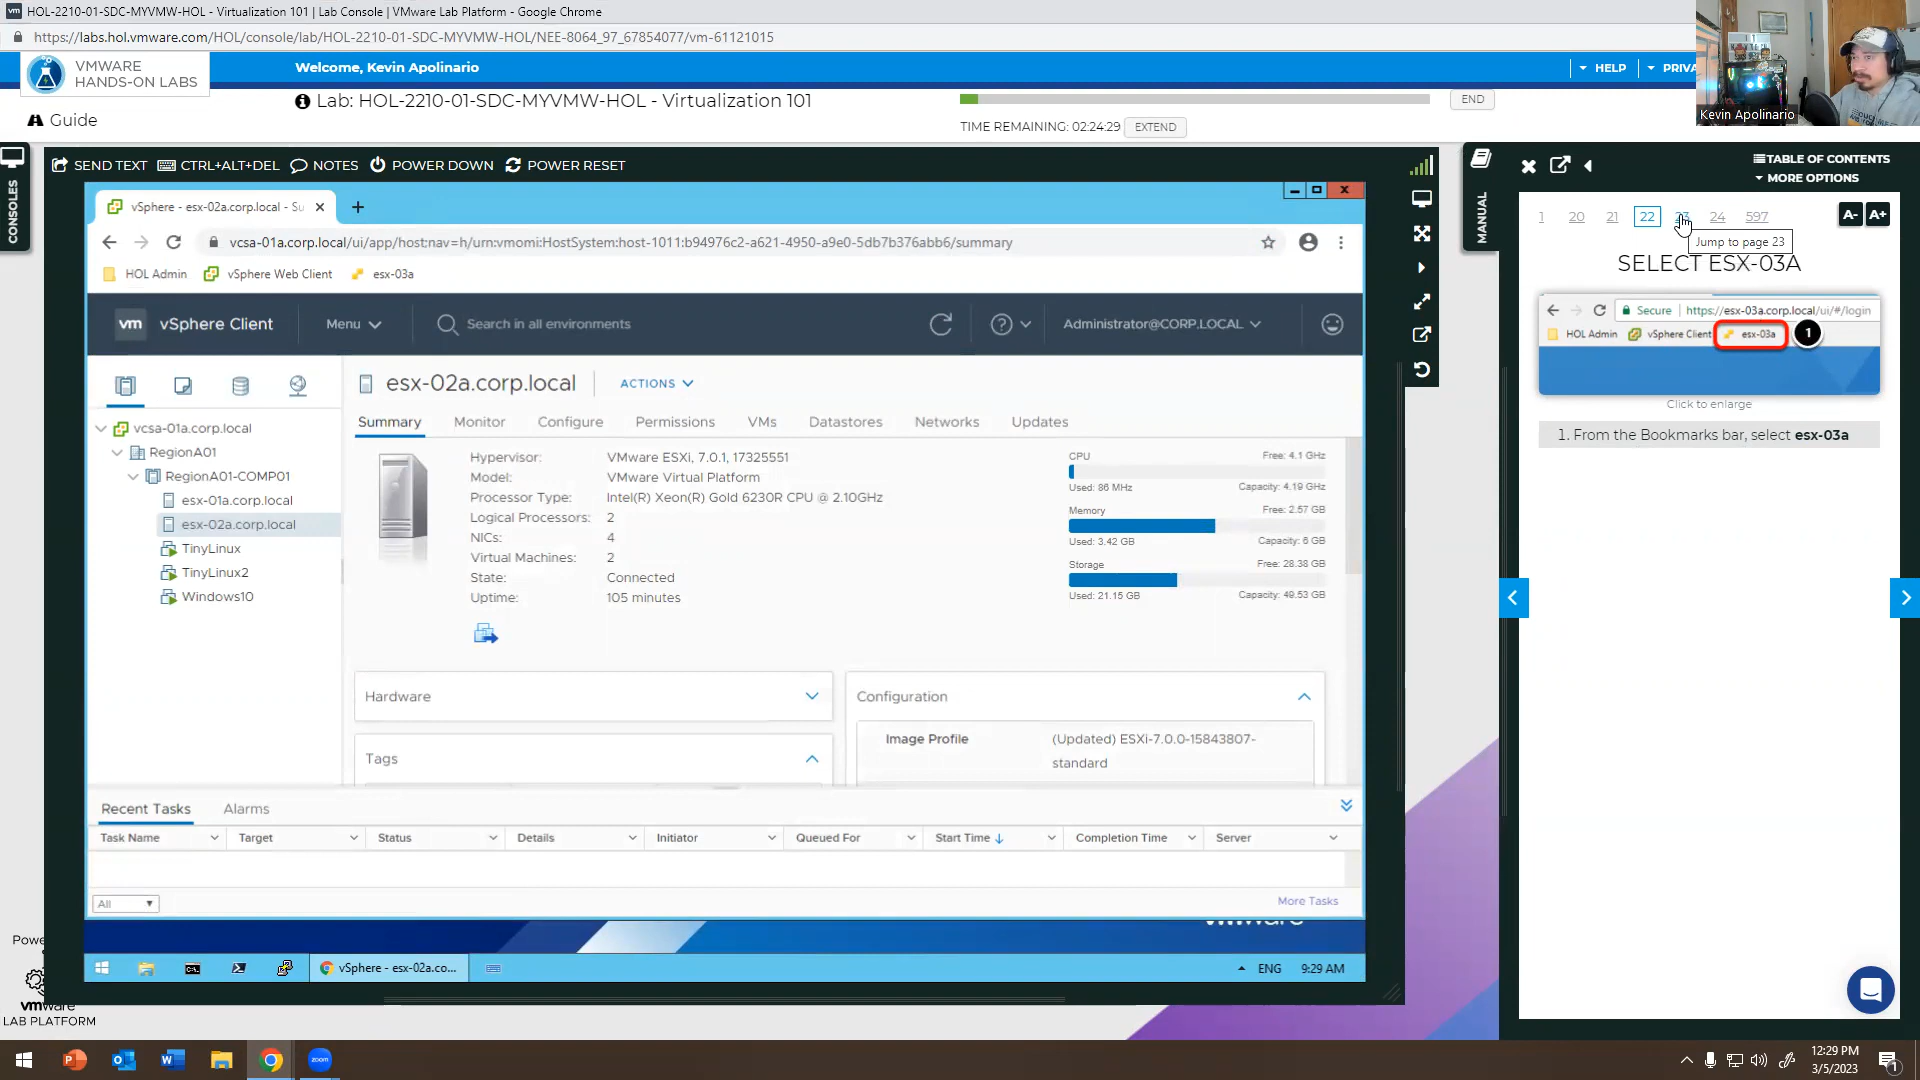 HOL-2210-01-SDC-MYVMW-HOL - Virtualization 101 | Lab Console | VMware Lab Platform - Google Chrome
https://labs.hol.vmware.com/HOL/console/lab/HOL-2210-01-SDC-MYVMW-HOL/NEE-8064_97_67854077/vm-61121015
VMWARE
HANDS-ON LABS
Welcome, Kevin Apolinario
HELP
PRIVA
Lab: HOL-2210-01-SDC-MYVMW-HOL - Virtualization 101
END
Guide
TIME REMAINING: 02:24:29 EXTEND
Kevin Apolinario
CONSOLES
SEND TEXT CTRL+ALT+DEL NOTES POWER DOWN POWER RESET
MANUAL
TABLE OF CONTENTS
MORE OPTIONS
vSphere - esx-02a.corp.local - Su
vcsa-01a.corp.local/ui/app/host;nav=h/urn:vmomi:HostSystem:host-1011:b94976c2-a621-4950-a9e0-5db7b376abb6/summary
HOL Admin vSphere Web Client esx-03a
vm vSphere Client Menu Search in all environments Administrator@CORP.LOCAL
vcsa-01a.corp.local
RegionA01
RegionA01-COMP01
esx-01a.corp.local
esx-02a.corp.local
TinyLinux
TinyLinux2
Windows10
esx-02a.corp.local ACTIONS
Summary Monitor Configure Permissions VMs Datastores Networks Updates
Hypervisor: VMware ESXi, 7.0.1, 17325551
Model: VMware Virtual Platform
Processor Type: Intel(R) Xeon(R) Gold 6230R CPU @ 2.10GHz
Logical Processors: 2
NICs: 4
Virtual Machines: 2
State: Connected
Uptime: 105 minutes
CPU Free: 4.1 GHz
Used: 86 MHz Capacity: 4.19 GHz
Memory Free: 2.57 GB
Used: 3.42 GB Capacity: 6 GB
Storage Free: 28.38 GB
Used: 21.15 GB Capacity: 49.53 GB
Hardware
Tags
Configuration
Image Profile (Updated) ESXi-7.0.0-15843807-
standard
Recent Tasks Alarms
Task Name Target Status Details Initiator Queued For Start Time Completion Time Server
All
More Tasks
vmware
vSphere - esx-02a.co...
ENG 9:29 AM
1 20 21 22 23 24 597 A- A+
Jump to page 23
SELECT ESX-03A
Secure https://esx-03a.corp.local/ui/#/login
HOL Admin vSphere Client esx-03a 1
Click to enlarge
1. From the Bookmarks bar, select esx-03a
Powe
vmware
LAB PLATFORM
zoom
12:29 PM
3/5/2023
1